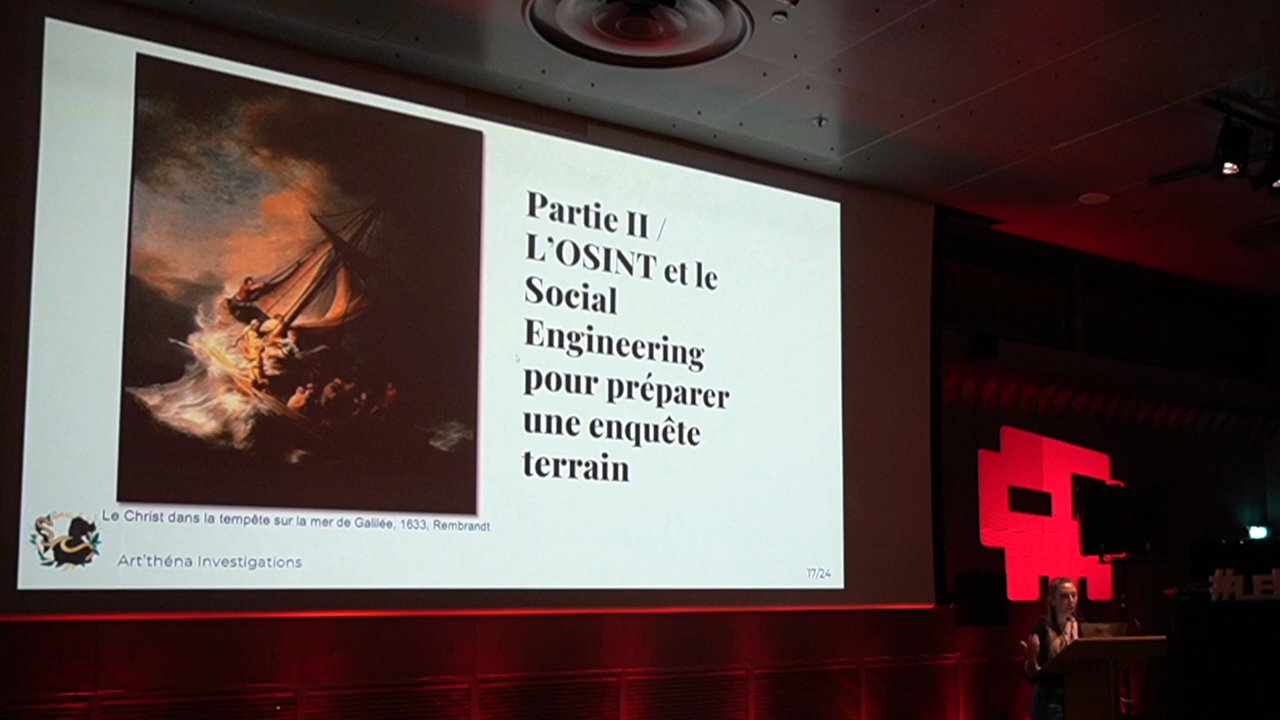 Partie II /
L'OSINT et le
Social
Engineering
pour préparer
une enquête
terrain
Le Christ dans la tempête sur la mer de Galilée, 1633, Rembrandt
Art'théna Investigations
17/24